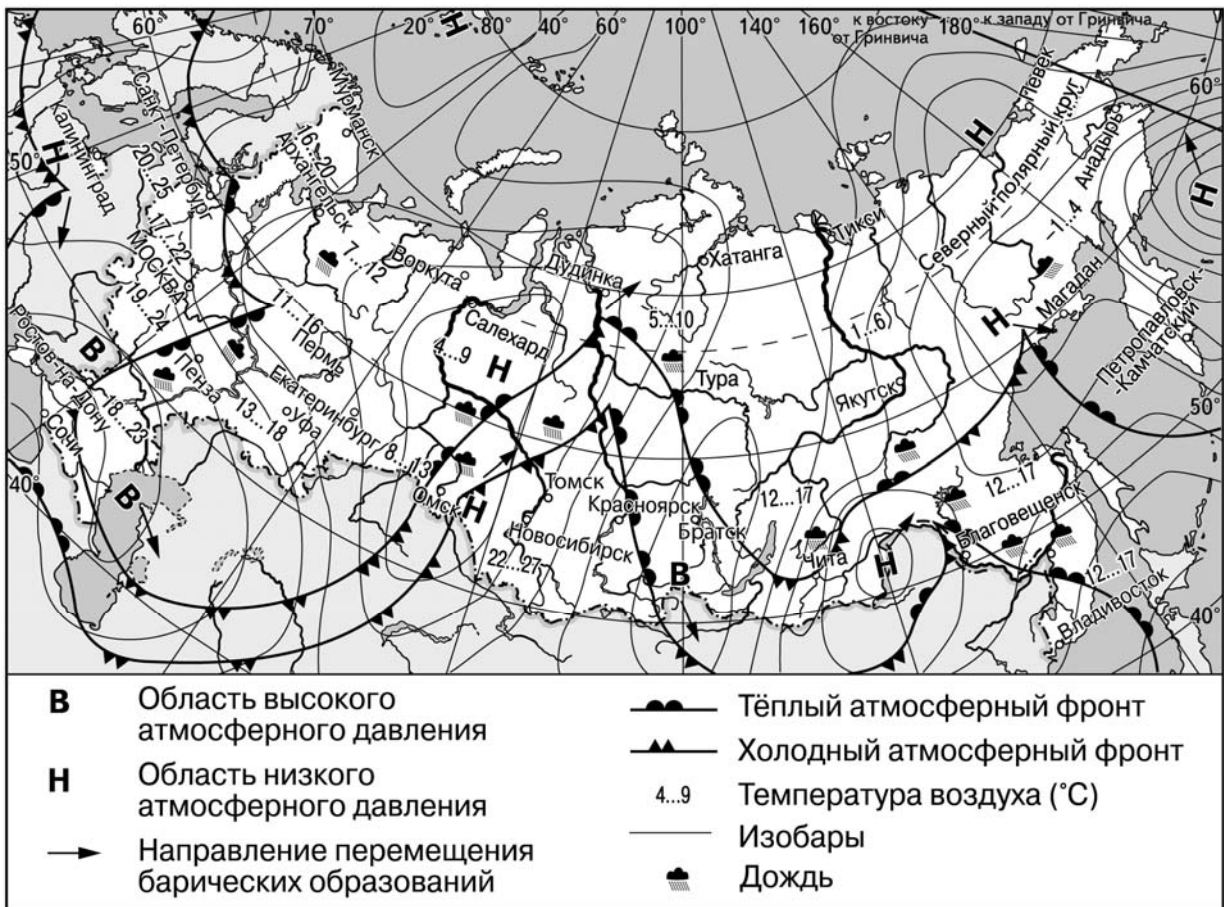 60°
70°
20°
80°
40°
60°
100°
140°
160°
к востоку
от Гринвича
180°
к западу от Гринвича
Н
Мурманск
Санкт-Петербург
Калининград
Н
50°
Архангельск
16...20
20...25
17...22
МОСКВА
19...24
7...12
Воркута
Дудинка
Хатанга
Тикси
Певек
Н
Северный полярный круг
Анадырь
60°
Н
-1...4
Магадан
Н
Петропавловск-
-Камчатский
50°
В
Ростов-на-Дону
Сочи
40°
18...23
Пенза
11...16
Пермь
Екатеринбург
Уфа
13...18
8...13
Салехард
4...9
Н
5...10
Тура
1...6
Якутск
В
Омск
Н
Томск
Новосибирск
22...27
Красноярск
Братск
12...17
Чита
В
Н
12...17
Благовещенск
12...17
Владивосток
40°
В Область высокого
атмосферного давления
Н Область низкого
атмосферного давления
Направление перемещения
барических образований
Тёплый атмосферный фронт
Холодный атмосферный фронт
4...9 Температура воздуха (°С)
Изобары
Дождь